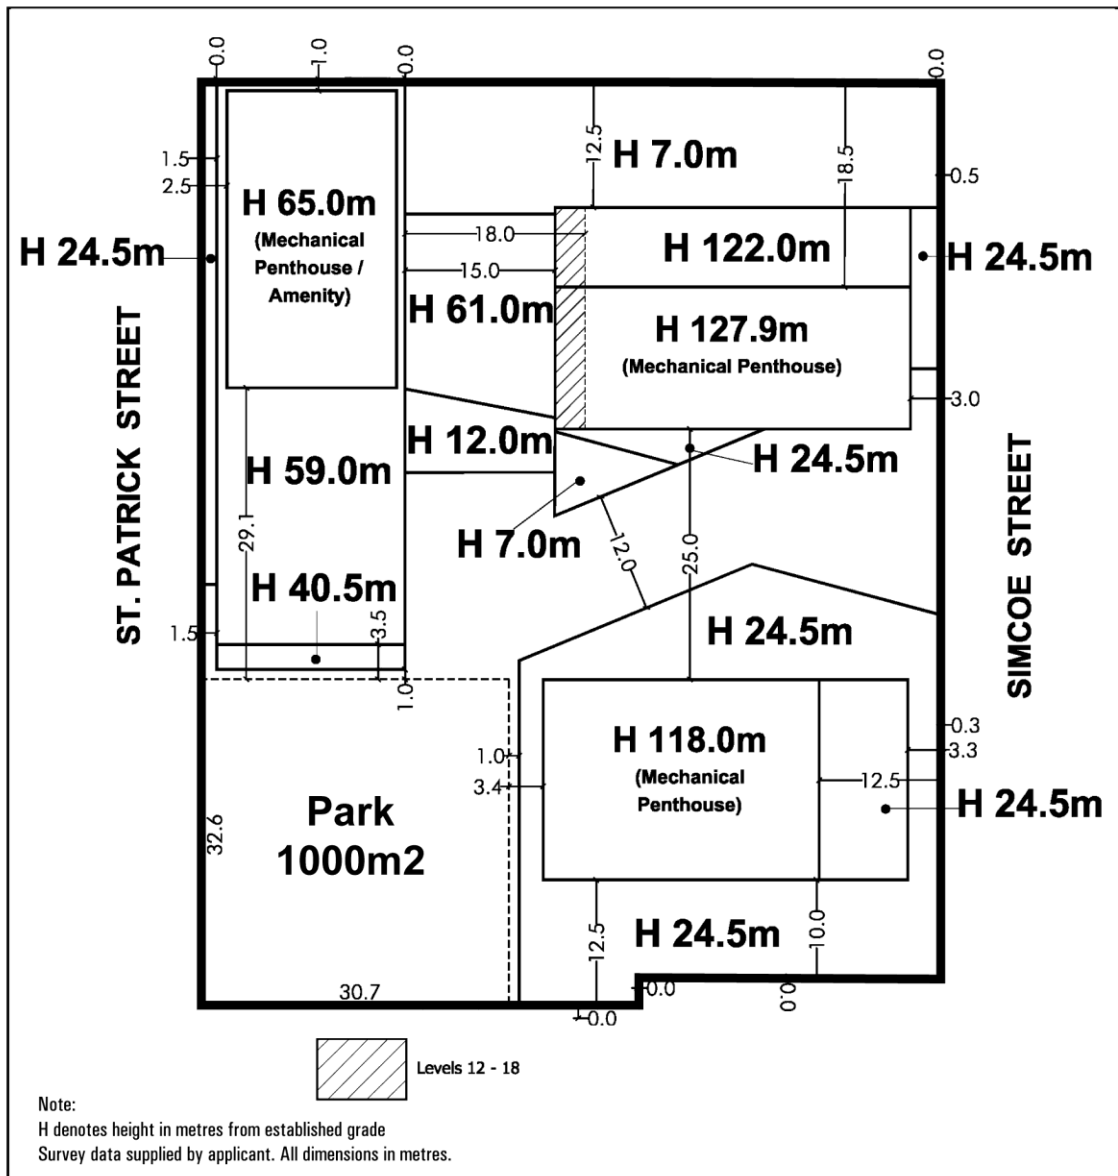 0.0
1.0
0.0
0.0
1.5
2.5
H 24.5m
H 65.0m
(Mechanical
Penthouse /
Amenity)
12.5
H 7.0m
18.5
0.5
18.0
15.0
H 122.0m
H 24.5m
H 61.0m
H 127.9m
(Mechanical Penthouse)
3.0
ST. PATRICK STREET
H 12.0m
H 24.5m
H 59.0m
29.1
H 7.0m
12.0
25.0
SIMCOE STREET
H 40.5m
1.5
3.5
1.0
H 24.5m
H 118.0m
(Mechanical
Penthouse)
0.3
3.3
12.5
H 24.5m
1.0
3.4
Park
1000m2
32.6
30.7
12.5
H 24.5m
10.0
0.0
0.0
0.0
Levels 12 - 18
Note:
H denotes height in metres from established grade
Survey data supplied by applicant. All dimensions in metres.